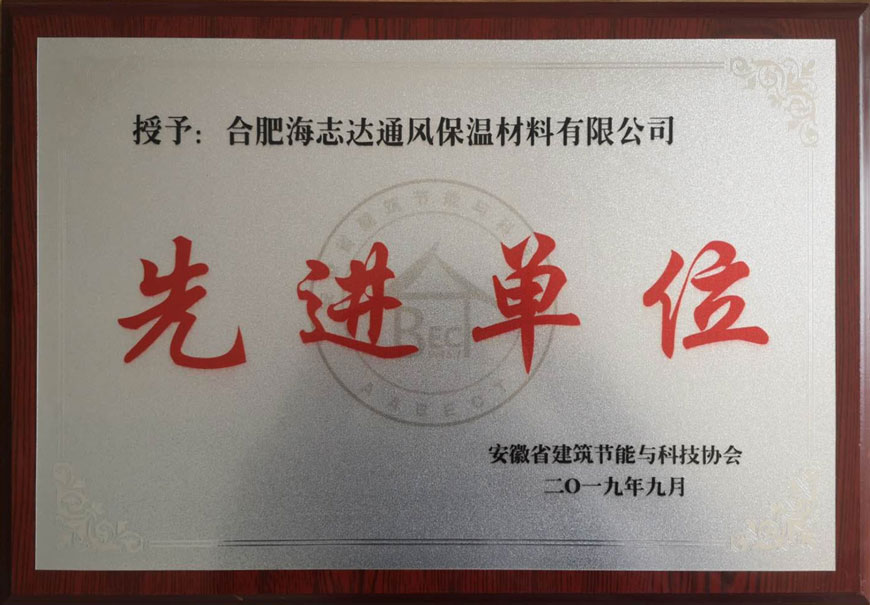 授予：合肥海志达通风保温材料有限公司
先进单位
BECT
AABECT
安徽省建筑节能与科技协会
二〇一九年九月